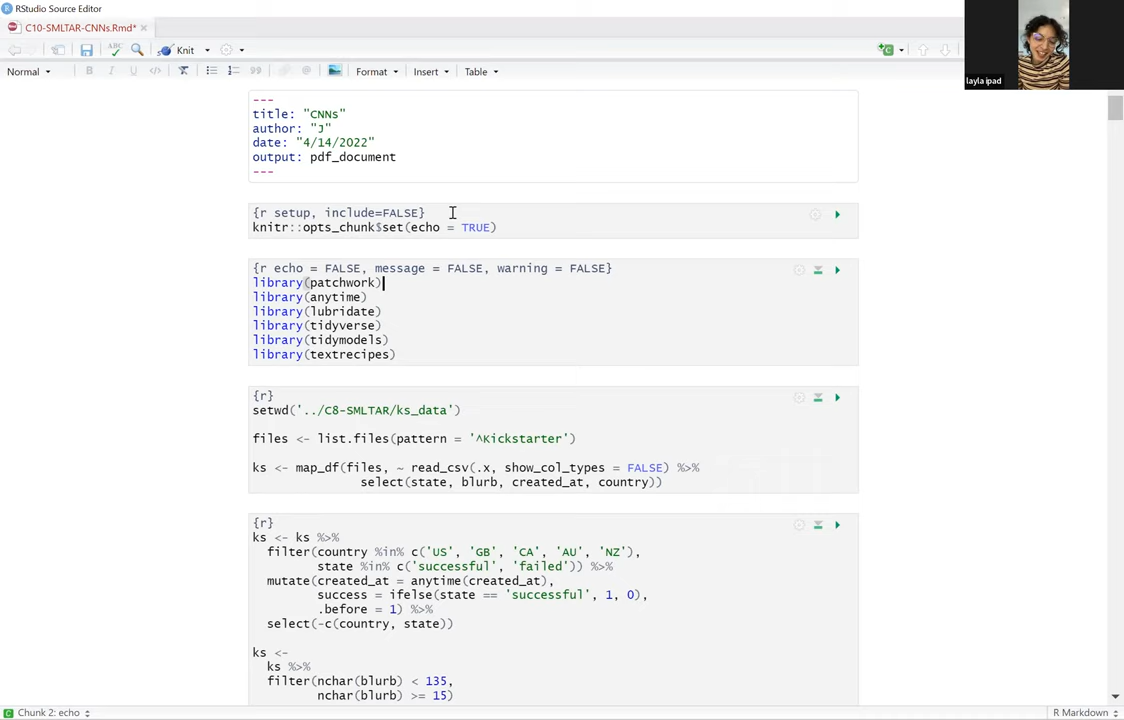 RStudio Source Editor
C10-SMLTAR-CNNs.Rmd*
ABC
Knit
Normal
B I U
Format
Insert
Table
layla ipad
---
title: "CNNs"
author: "J"
date: "4/14/2022"
output: pdf_document
---
{r setup, include=FALSE}
knitr::opts_chunk$set(echo = TRUE)
{r echo = FALSE, message = FALSE, warning = FALSE}
library(patchwork)
library(anytime)
library(lubridate)
library(tidyverse)
library(tidymodels)
library(textrecipes)
{r}
setwd('../C8-SMLTAR/ks_data')
files <- list.files(pattern = '^Kickstarter')
ks <- map_df(files, ~ read_csv(.x, show_col_types = FALSE) %>%
select(state, blurb, created_at, country))
{r}
ks <- ks %>%
filter(country %in% c('US', 'GB', 'CA', 'AU', 'NZ'),
state %in% c('successful', 'failed')) %>%
mutate(created_at = anytime(created_at),
success = ifelse(state == 'successful', 1, 0),
.before = 1) %>%
select(-c(country, state))
ks <-
ks %>%
filter(nchar(blurb) < 135,
nchar(blurb) >= 15)
Chunk 2: echo
R Markdown